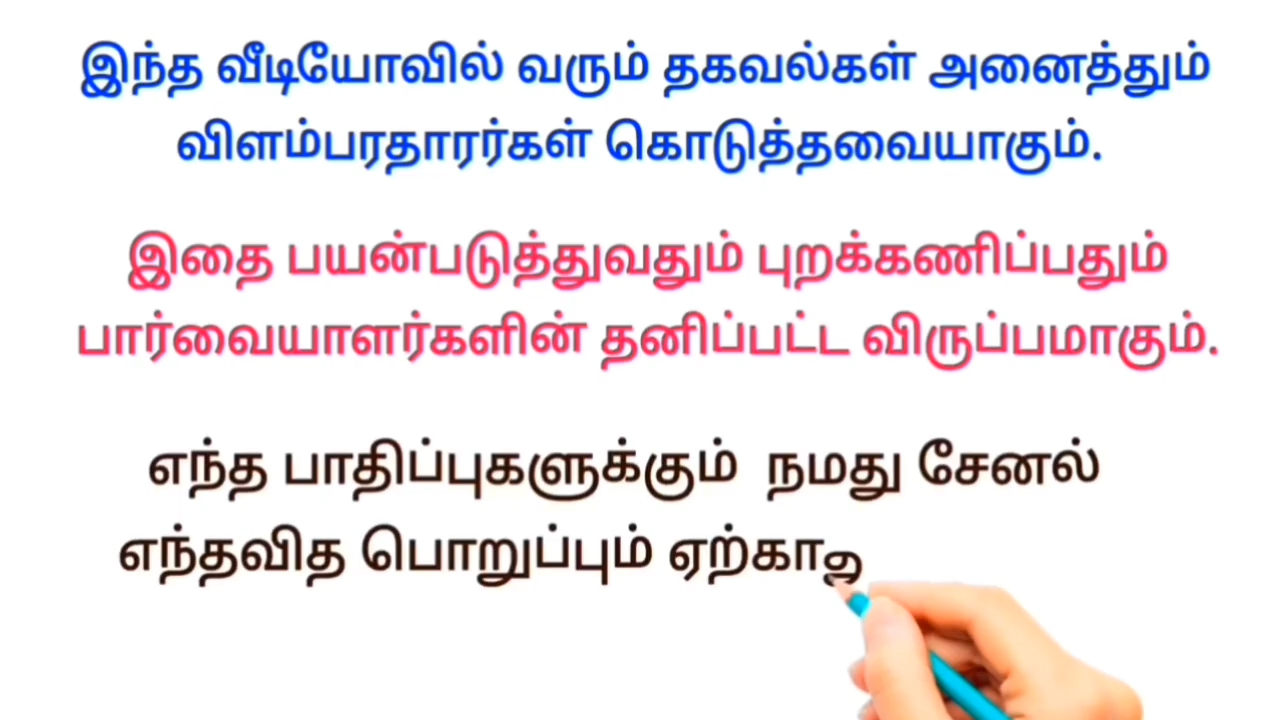 இந்த வீடியோவில் வரும் தகவல்கள் அனைத்தும்
விளம்பரதாரர்கள் கொடுத்தவையாகும்.
இதை பயன்படுத்துவதும் புறக்கணிப்பதும்
பார்வையாளர்களின் தனிப்பட்ட விருப்பமாகும்.
எந்த பாதிப்புகளுக்கும் நமது சேனல்
எந்தவித பொறுப்பும்